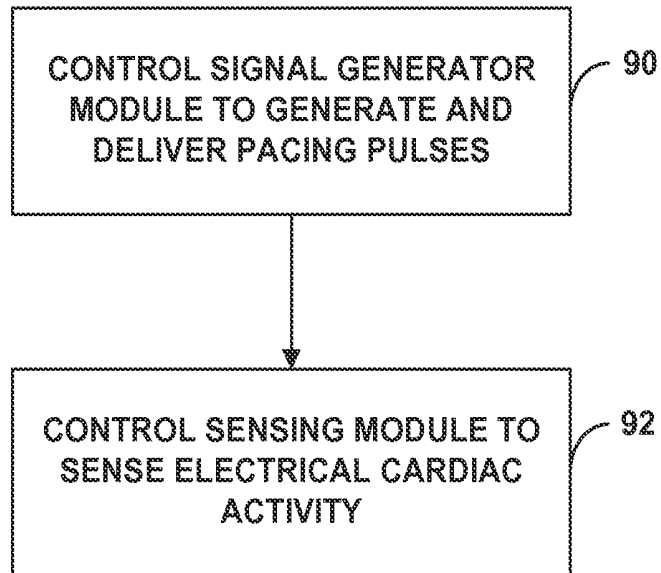 CONTROL SIGNAL GENERATOR
MODULE TO GENERATE AND
DELIVER PACING PULSES
90
CONTROL SENSING MODULE TO
SENSE ELECTRICAL CARDIAC
ACTIVITY
92